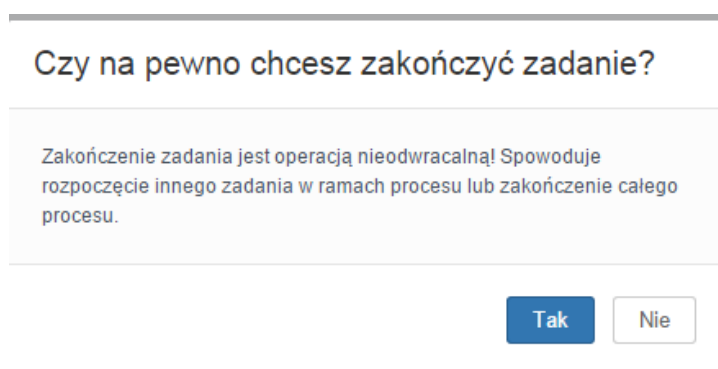 Czy na pewno chcesz zakończyć zadanie?
Zakończenie zadania jest operacją nieodwracalną! Spowoduje
rozpoczęcie innego zadania w ramach procesu lub zakończenie całego
procesu.
Tak Nie